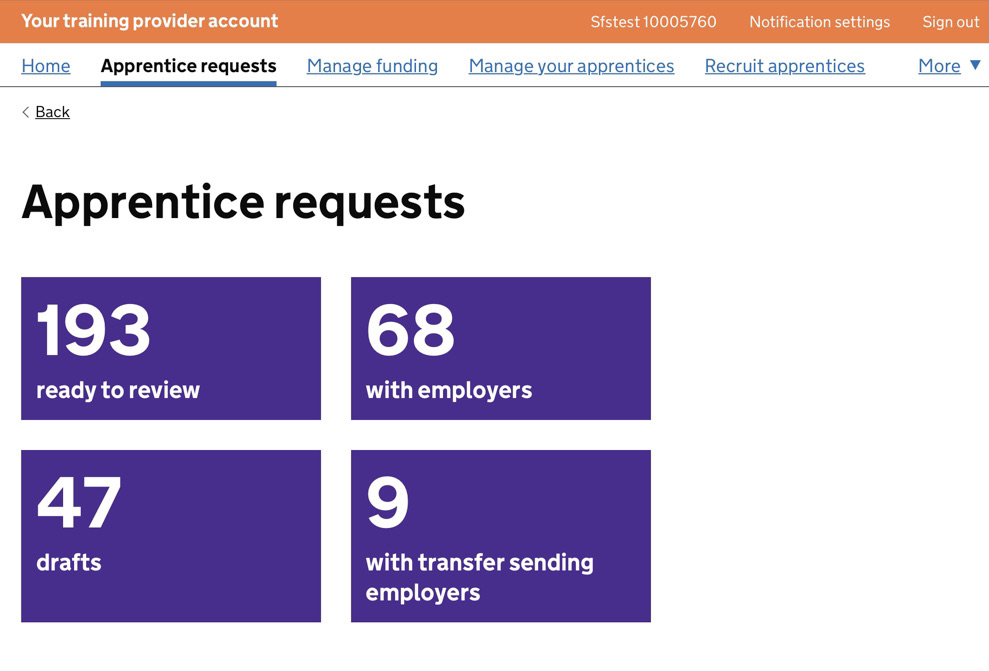 Your training provider account Sfstest 10005760 Notification settings Sign out
Home Apprentice requests Manage funding Manage your apprentices Recruit apprentices More
Back
Apprentice requests
193
ready to review
68
with employers
47
drafts
9
with transfer sending
employers